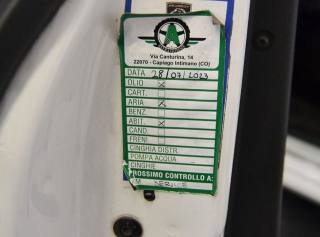 Via Canturina, 14
22070 - Capiago Intimiano (CO)
DATA 28/07/2023
OLIO X
CART.
ARIA X
BENZ.
ABIT. X
CAND.
FRENI
CINGHIA DISTR.
POMPA ACQUA
CINGHIE
PROSSIMO CONTROLLO A:
SERVICE